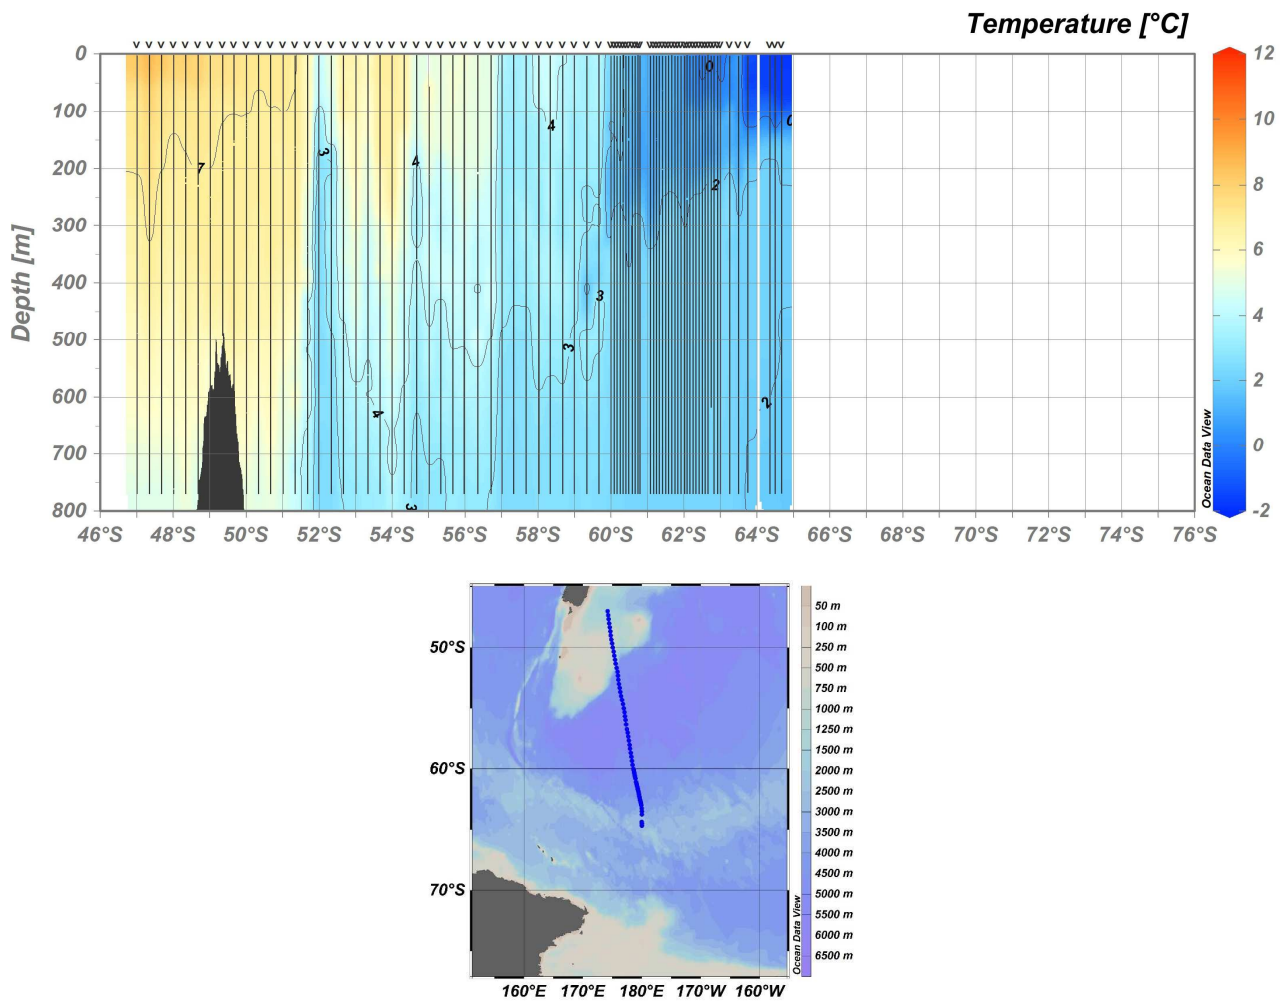 Temperature [°C]
v v v v v v v v v v v v v v v v v v v v v v v v v v v v v v v v
0
100
200
300
400
500
600
700
800
Depth [m]
46°S 48°S 50°S 52°S 54°S 56°S 58°S 60°S 62°S 64°S 66°S 68°S 70°S 72°S 74°S 76°S
7
3
4
4
4
3
3
3
2
0
0
2
12
10
8
6
4
2
0
-2
Ocean Data View
50°S
60°S
70°S
160°E 170°E 180°E 170°W 160°W
50 m
100 m
250 m
500 m
750 m
1000 m
1250 m
1500 m
2000 m
2500 m
3000 m
3500 m
4000 m
4500 m
5000 m
5500 m
6000 m
6500 m
Ocean Data View